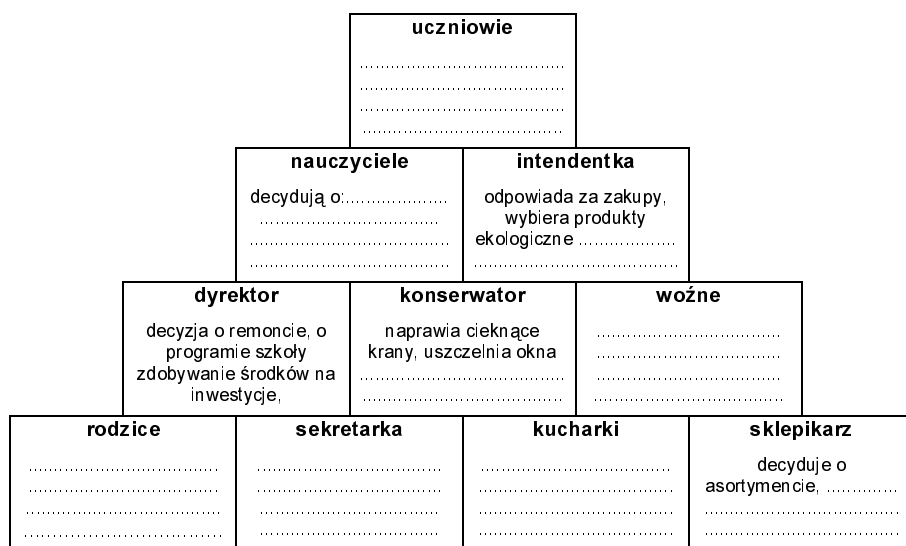 uczniowie
............................................
............................................
............................................
............................................
nauczyciele
decydują o:......................
.......................................
............................................
............................................
intendentka
odpowiada za zakupy,
wybiera produkty
ekologiczne .....................
............................................
dyrektor
decyzja o remoncie, o
programie szkoły
zdobywanie środków na
inwestycje,
konserwator
naprawia cieknące
krany, uszczelnia okna
............................................
............................................
woźne
........................................
........................................
........................................
........................................
rodzice
........................................
........................................
........................................
........................................
sekretarka
........................................
........................................
........................................
........................................
kucharki
........................................
........................................
........................................
........................................
sklepikarz
decyduje o
asortymencie, ...............
........................................
........................................